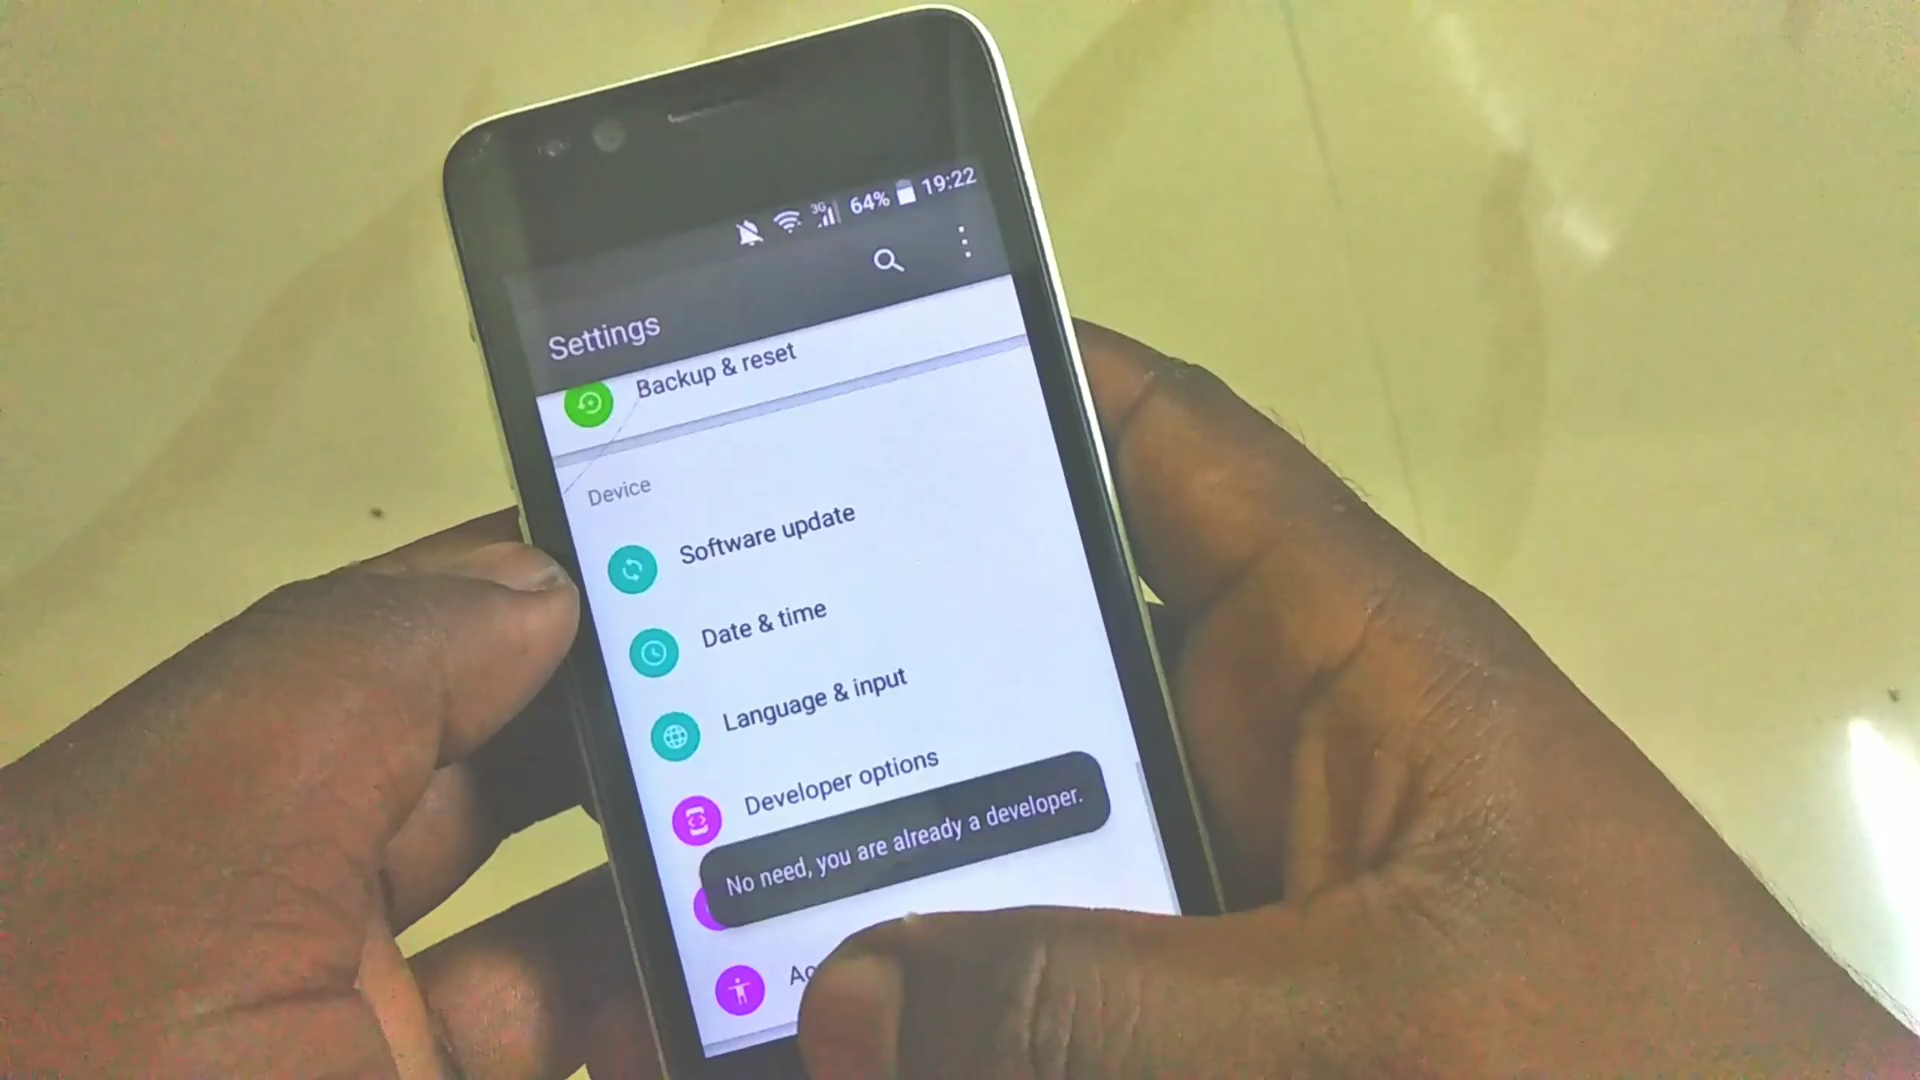 3G 64% 19:22
Settings
Backup & reset
Device
Software update
Date & time
Language & input
Developer options
No need, you are already a developer.